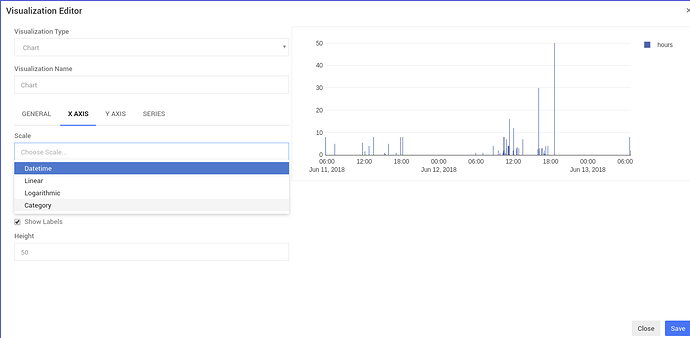 Visualization Editor
×
Visualization Type
Chart
Visualization Name
Chart
GENERAL X AXIS Y AXIS SERIES
Scale
Choose Scale...
Datetime
Linear
Logarithmic
Category
Show Labels
Height
50
50
40
30
20
10
0
06:00 12:00 18:00 00:00 06:00 12:00 18:00 00:00 06:00
Jun 11, 2018 Jun 12, 2018 Jun 13, 2018
hours
Close Save